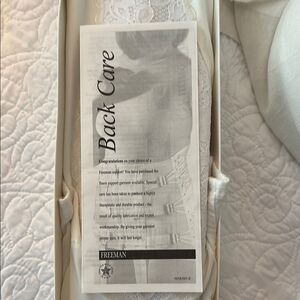 Back Care
Congratulations on your choice of a
Freeman support! You have purchased the
finest support garment available. Special
care has been taken to produce a highly
therapeutic and durable product - the
result of quality fabrication and expert
workmanship. By giving your garment
proper care, it will last longer.
FREEMAN